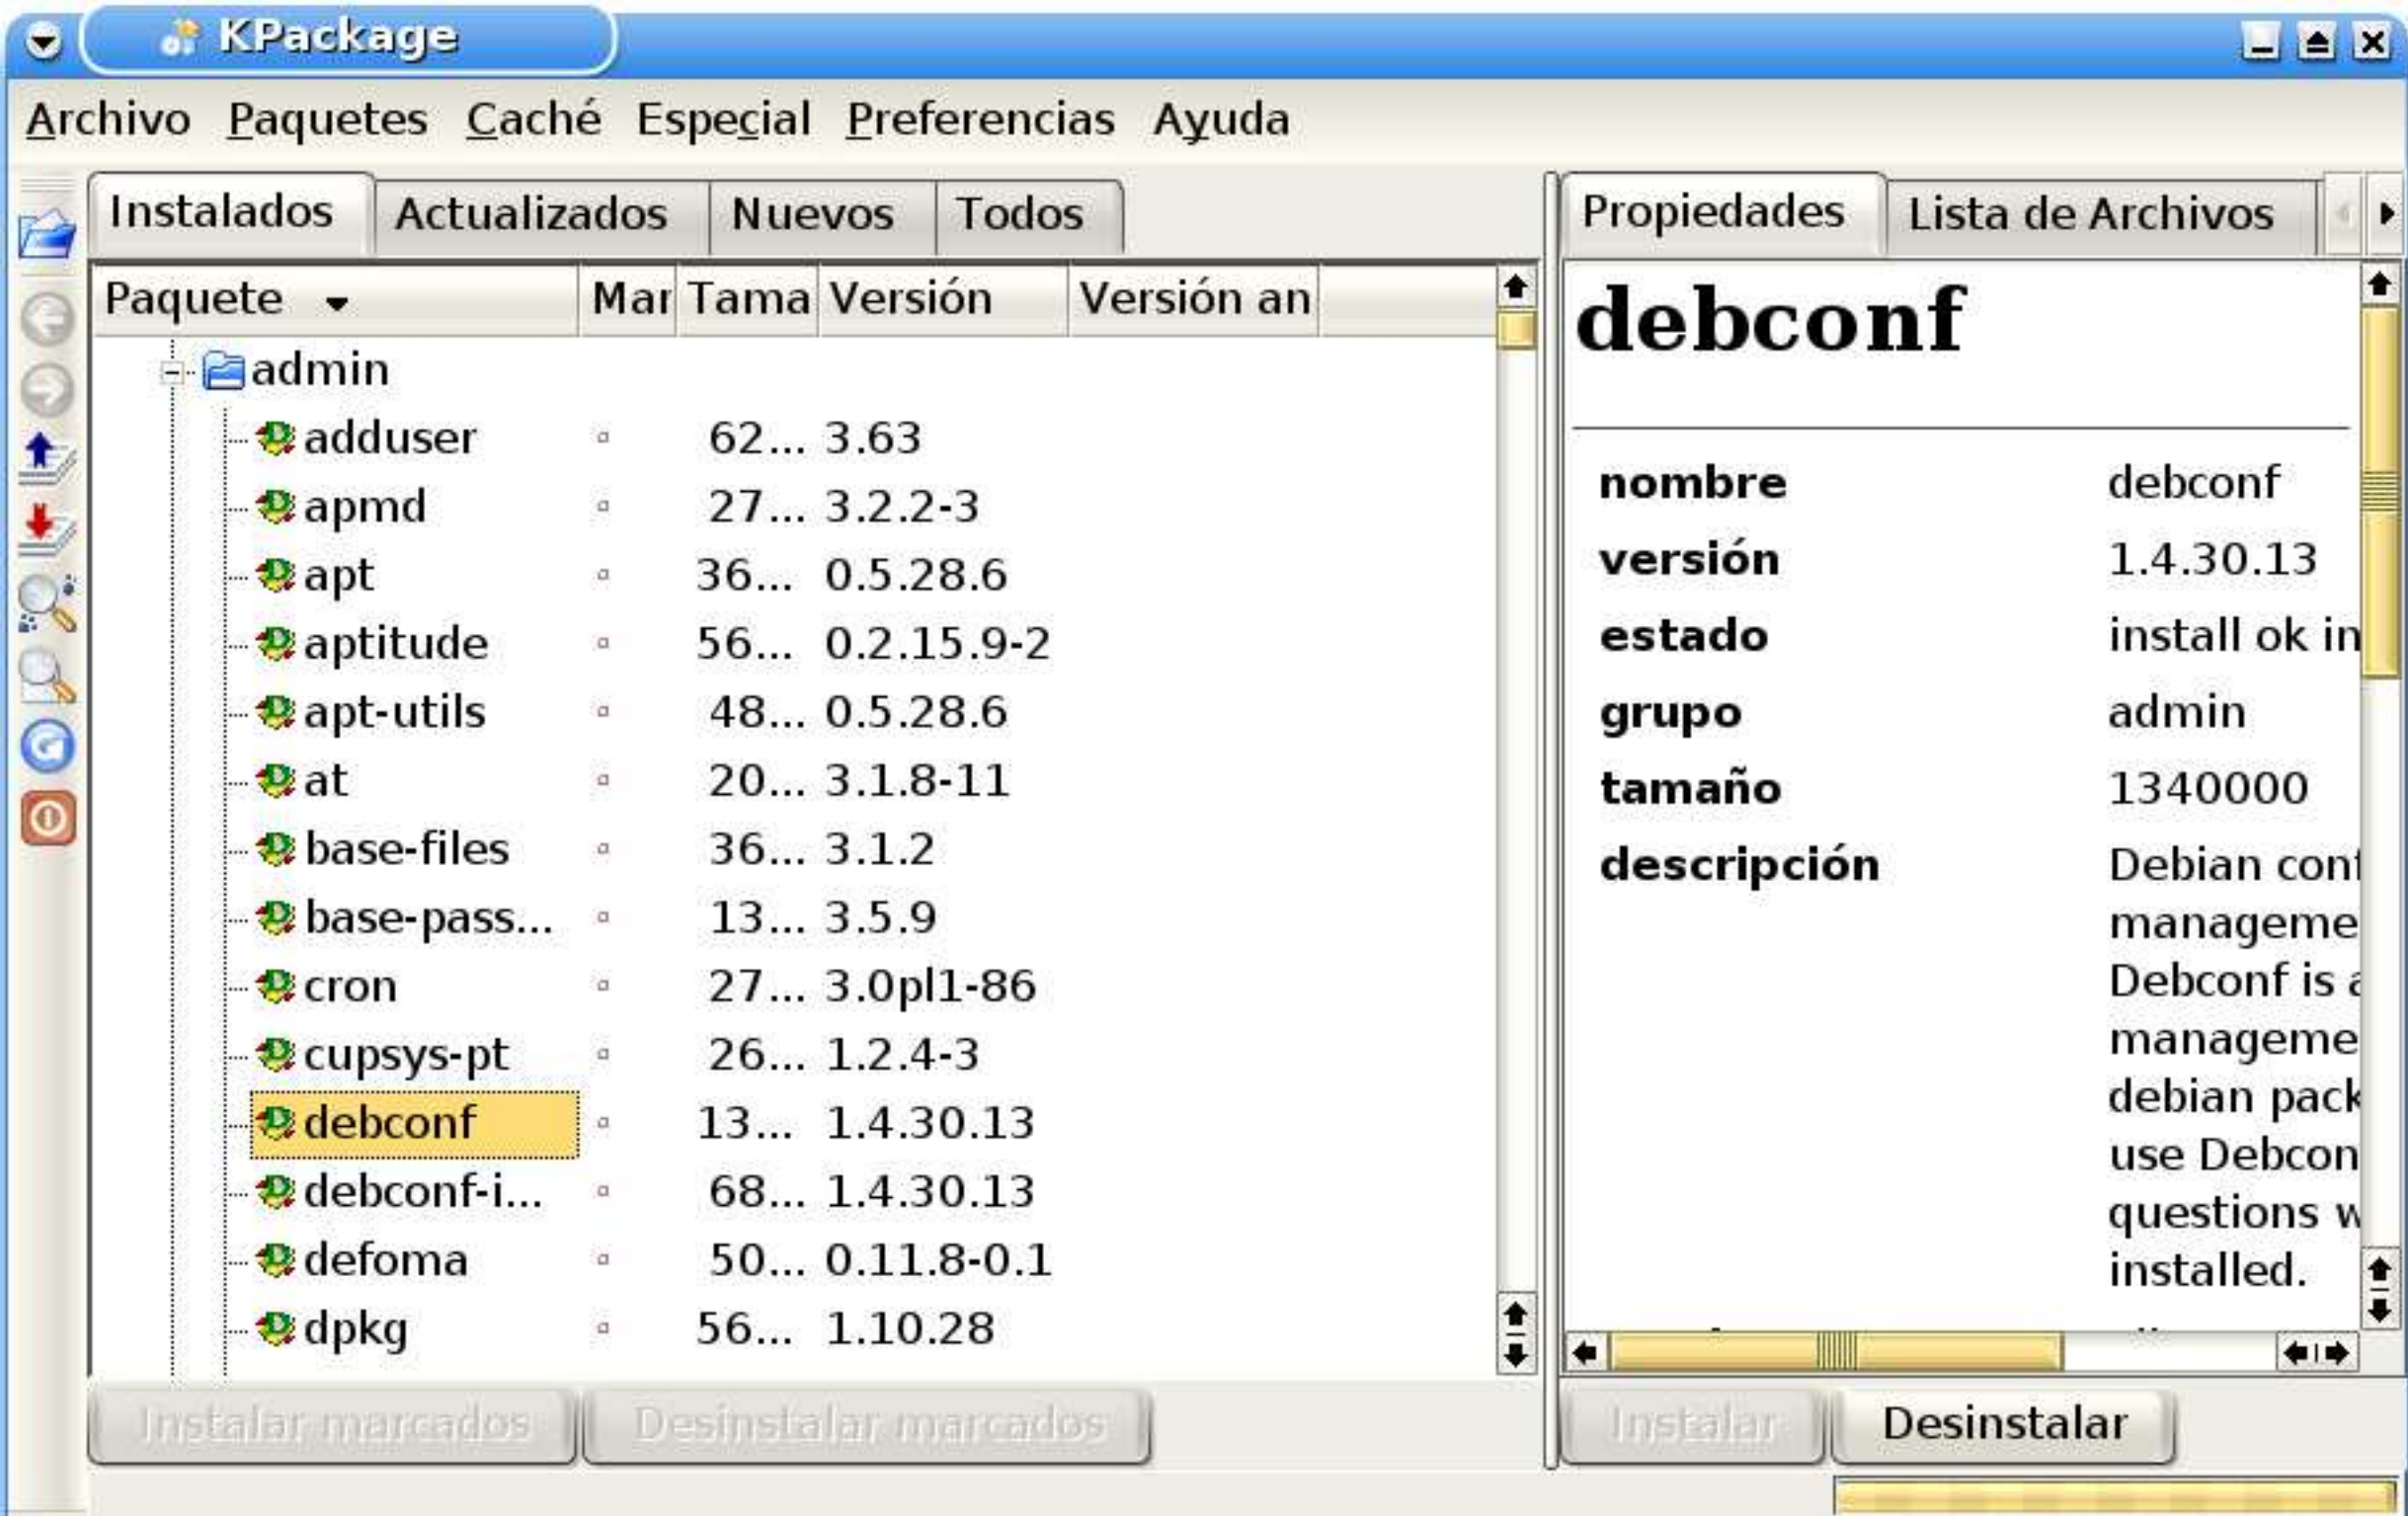 KPackage
Archivo Paquetes Caché Especial Preferencias Ayuda
Instalados Actualizados Nuevos Todos
Paquete Mar Tama Versión Versión an
admin
adduser 62... 3.63
apmd 27... 3.2.2-3
apt 36... 0.5.28.6
aptitude 56... 0.2.15.9-2
apt-utils 48... 0.5.28.6
at 20... 3.1.8-11
base-files 36... 3.1.2
base-pass... 13... 3.5.9
cron 27... 3.0pl1-86
cupsys-pt 26... 1.2.4-3
debconf 13... 1.4.30.13
debconf-i... 68... 1.4.30.13
defoma 50... 0.11.8-0.1
dpkg 56... 1.10.28
Instalar marcados Desinstalar marcados
Propiedades Lista de Archivos
debconf
nombre debconf
versión 1.4.30.13
estado install ok in
grupo admin
tamaño 1340000
descripción Debian conf
manageme
Debconf is a
manageme
debian pack
use Debcon
questions w
installed.
Instalar Desinstalar